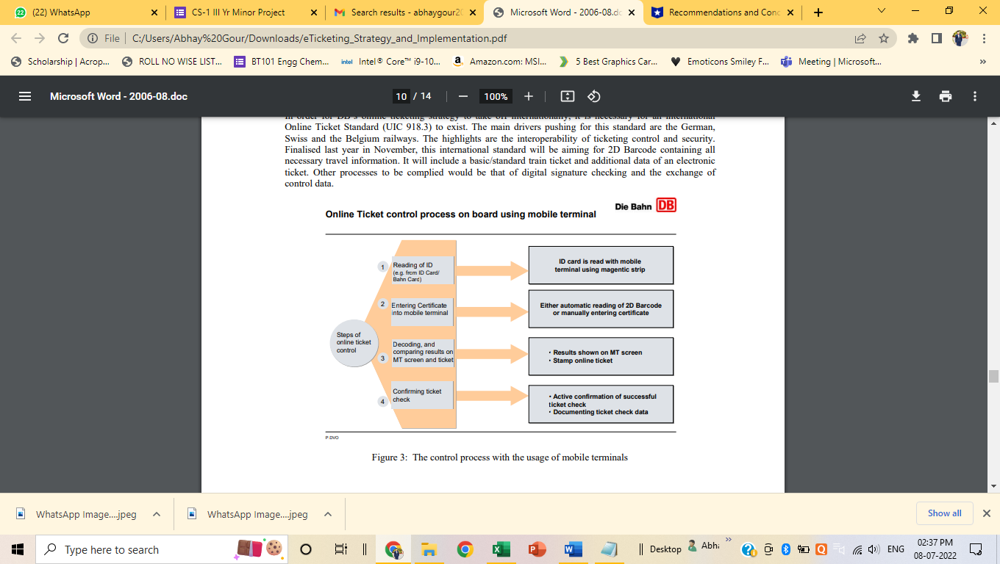 (22) WhatsApp
CS-1 III Yr Minor Project
Search results - abhaygour20
Microsoft Word - 2006-08.do
Recommendations and Conc
File
C:/Users/Abhay%20Gour/Downloads/eTicketing_Strategy_and_Implementation.pdf
Scholarship | Acrop...
ROLL NO WISE LIST...
BT101 Engg Chem...
intel
Intel® Core™ i9-10...
Amazon.com: MSI...
5 Best Graphics Car...
Emoticons Smiley F...
Meeting | Microsoft...
Microsoft Word - 2006-08.doc
10 / 14
100%
In order for DB's online ticketing strategy to take off internationally, it is necessary for an international
Online Ticket Standard (UIC 918.3) to exist. The main drivers pushing for this standard are the German,
Swiss and the Belgium railways. The highlights are the interoperability of ticketing control and security.
Finalised last year in November, this international standard will be aiming for 2D Barcode containing all
necessary travel information. It will include a basic/standard train ticket and additional data of an electronic
ticket. Other processes to be complied would be that of digital signature checking and the exchange of
control data.
Die Bahn DB
Online Ticket control process on board using mobile terminal
Steps of
online ticket
control
1
Reading of ID
(e.g. from ID Card/
Bahn Card)
ID card is read with mobile
terminal using magentic strip
2
Entering Certificate
into mobile terminal
Either automatic reading of 2D Barcode
or manually entering certificate
3
Decoding, and
comparing results on
MT screen and ticket
• Results shown on MT screen
• Stamp online ticket
4
Confirming ticket
check
• Active confirmation of successful
ticket check
• Documenting ticket check data
P.DVO
Figure 3: The control process with the usage of mobile terminals
WhatsApp Image....jpeg
WhatsApp Image....jpeg
Show all
Type here to search
Desktop
Abha
ENG
02:37 PM
08-07-2022